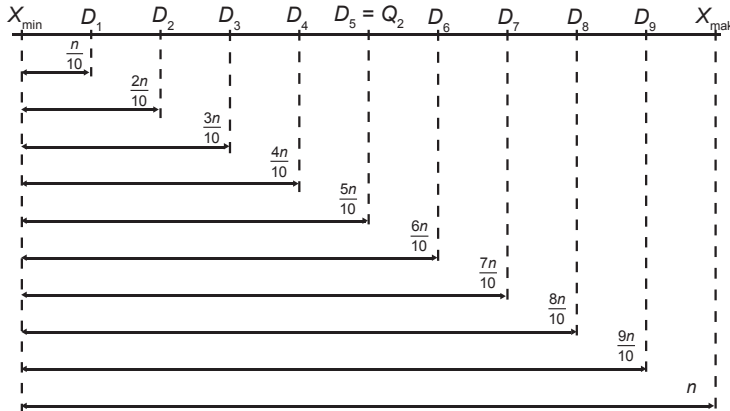 X_min D_1 D_2 D_3 D_4 D_5 = Q_2 D_6 D_7 D_8 D_9 X_mak
n/10
2n/10
3n/10
4n/10
5n/10
6n/10
7n/10
8n/10
9n/10
n